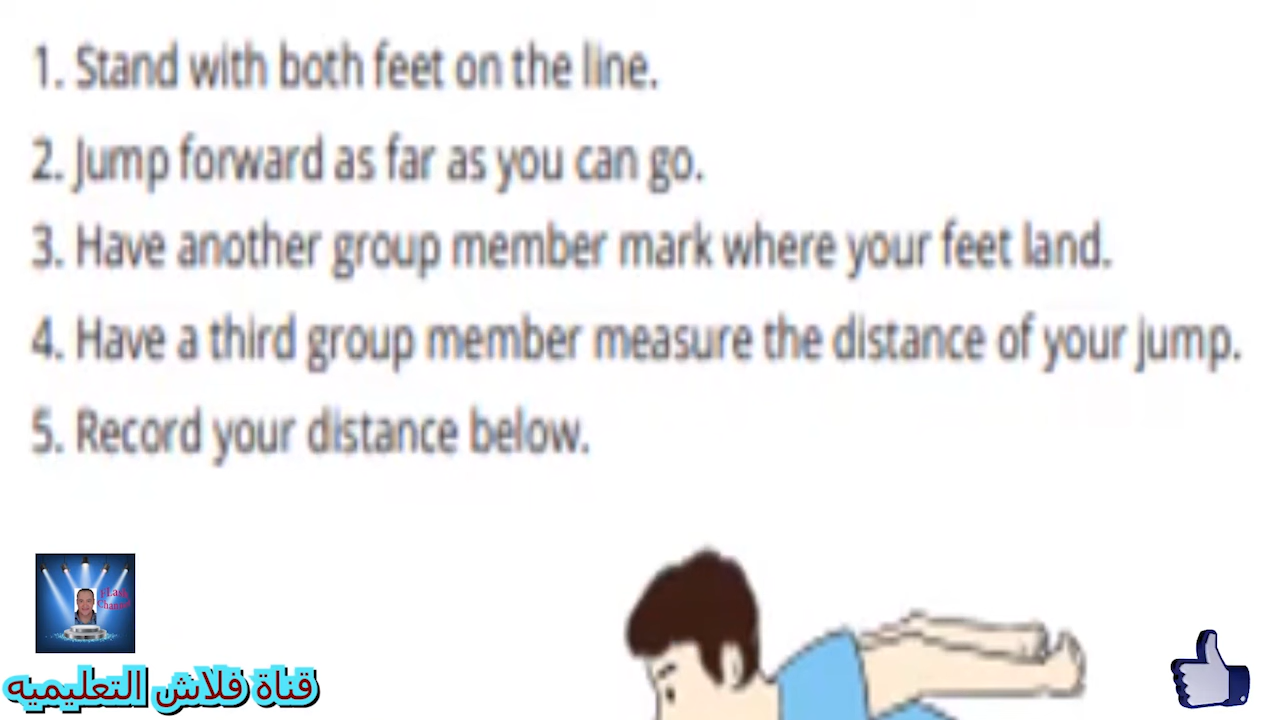 1. Stand with both feet on the line.
2. Jump forward as far as you can go.
3. Have another group member mark where your feet land.
4. Have a third group member measure the distance of your jump.
5. Record your distance below.
FLash
Channel
قناة فلاش التعليميه